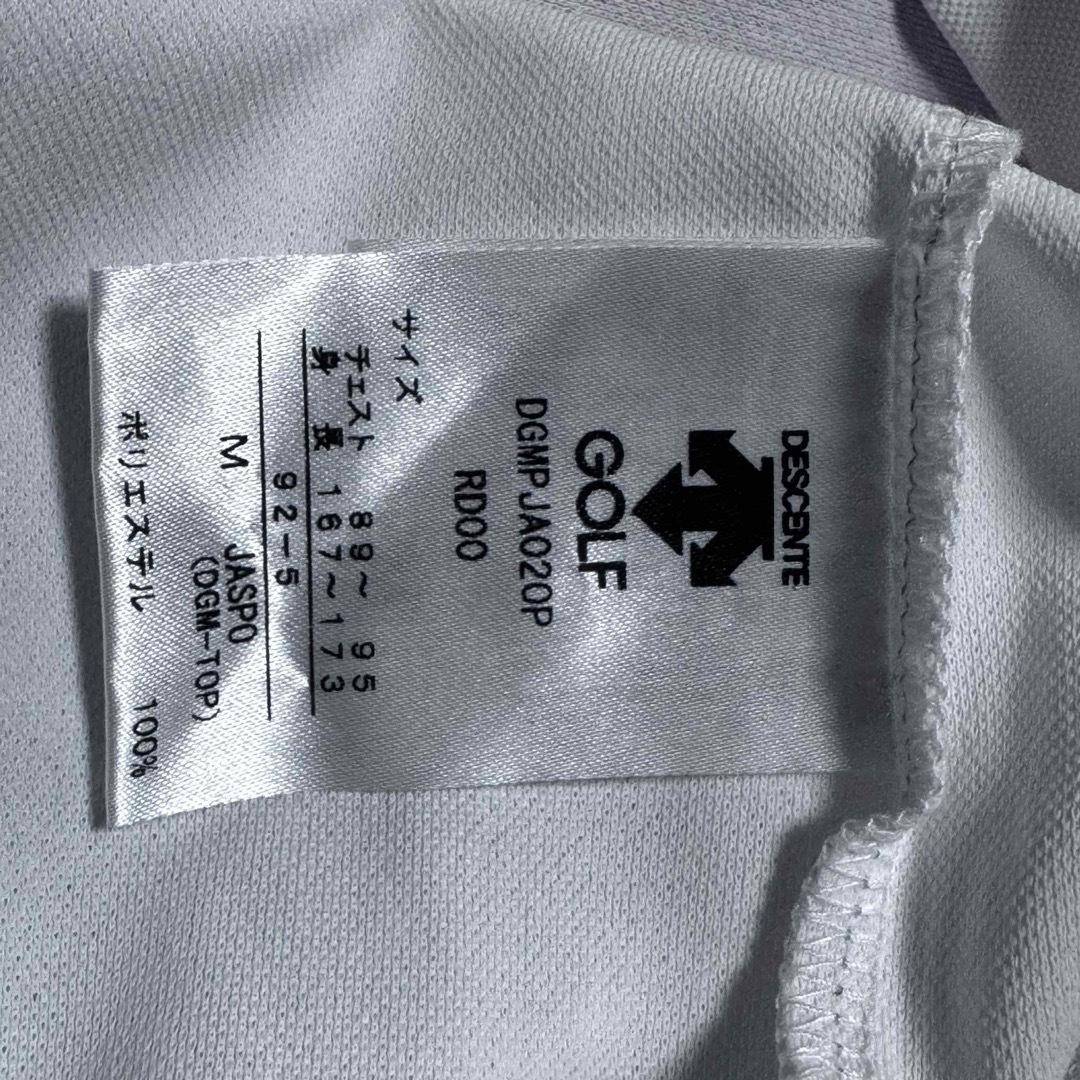 DESCENTE
GOLF
DGMPJA020P
RD00
サイズ
チェスト 89~ 95
身 長 167~173
92-5
M JASPO
(DGM-TOP)
ポリエステル 100%